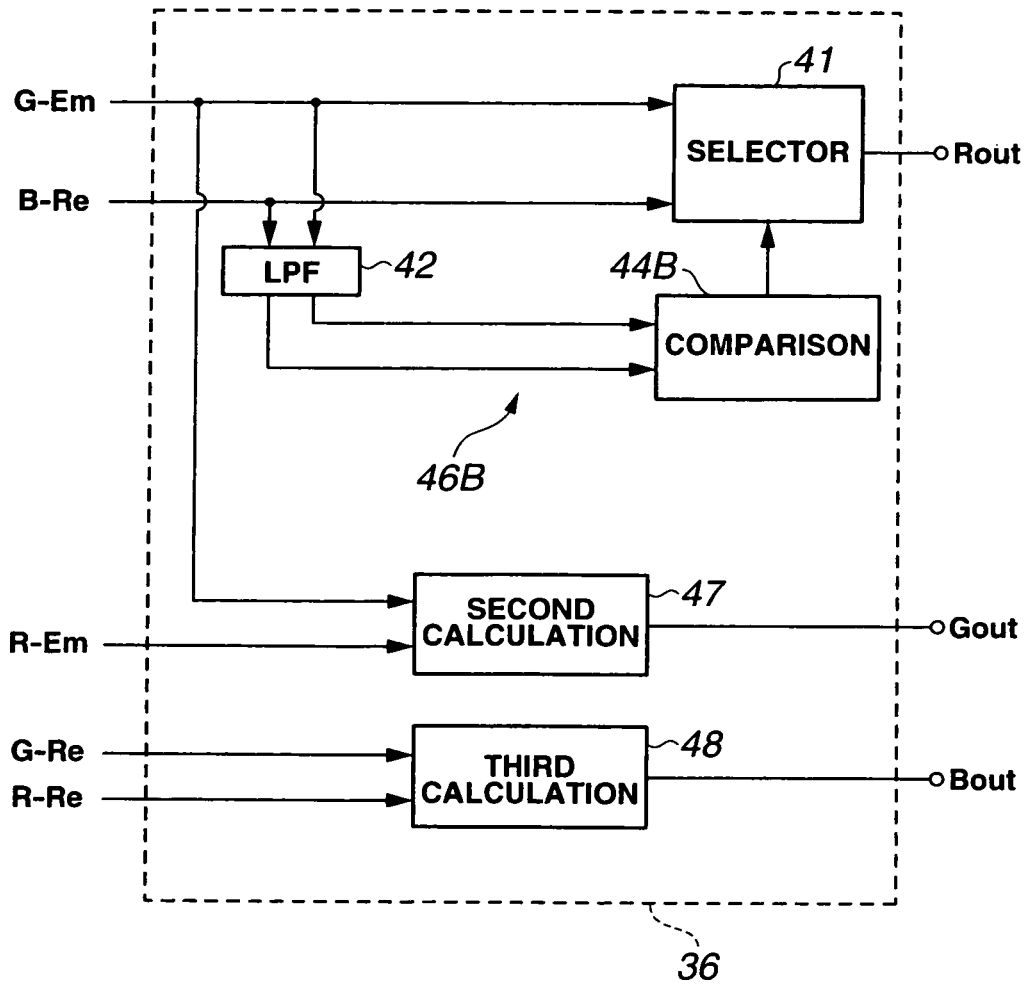 41
G-Em
SELECTOR
Rout
B-Re
LPF
42
44B
COMPARISON
46B
SECOND
CALCULATION
47
R-Em
Gout
G-Re
THIRD
CALCULATION
48
R-Re
Bout
36